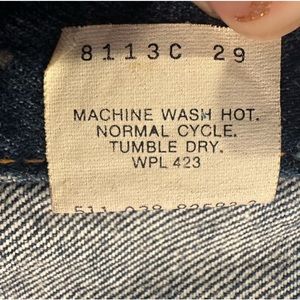 8113C 29
MACHINE WASH HOT.
NORMAL CYCLE.
TUMBLE DRY.
WPL 423